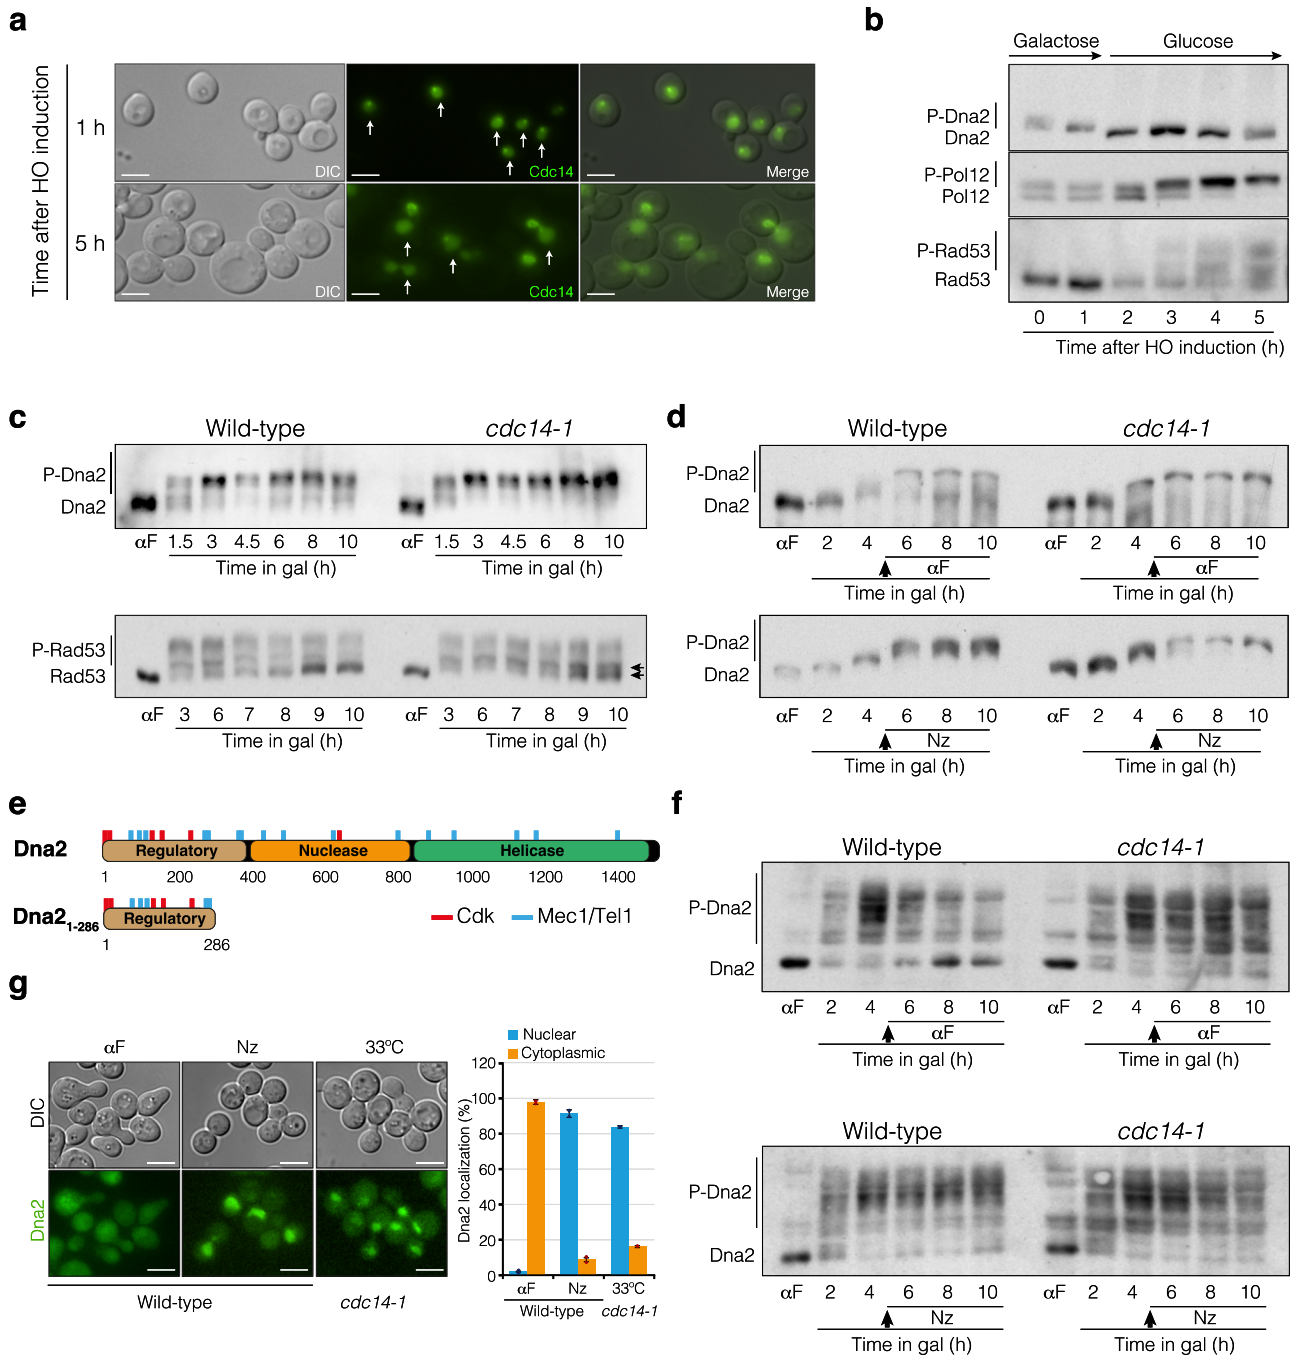 a
Time after HO induction
1 h
DIC
Cdc14
Merge
5 h
DIC
Cdc14
Merge
b
Galactose
Glucose
P-Dna2
Dna2
P-Pol12
Pol12
P-Rad53
Rad53
0 1 2 3 4 5
Time after HO induction (h)
c
Wild-type
cdc14-1
P-Dna2
Dna2
αF 1.5 3 4.5 6 8 10 αF 1.5 3 4.5 6 8 10
Time in gal (h) Time in gal (h)
P-Rad53
Rad53
αF 3 6 7 8 9 10 αF 3 6 7 8 9 10
Time in gal (h) Time in gal (h)
d
Wild-type
cdc14-1
P-Dna2
Dna2
αF 2 4 6 8 10 αF 2 4 6 8 10
αF αF
Time in gal (h) Time in gal (h)
P-Dna2
Dna2
αF 2 4 6 8 10 αF 2 4 6 8 10
Nz Nz
Time in gal (h) Time in gal (h)
e
Dna2
Regulatory Nuclease Helicase
1 200 400 600 800 1000 1200 1400
Dna21-286
Regulatory
1 286
Cdk Mec1/Tel1
f
Wild-type
cdc14-1
P-Dna2
Dna2
αF 2 4 6 8 10 αF 2 4 6 8 10
αF αF
Time in gal (h) Time in gal (h)
Wild-type
cdc14-1
P-Dna2
Dna2
αF 2 4 6 8 10 αF 2 4 6 8 10
Nz Nz
Time in gal (h) Time in gal (h)
g
αF Nz 33ºC
DIC
Dna2
Wild-type
cdc14-1
Nuclear
Cytoplasmic
Dna2 localization (%)
120
100
80
60
40
20
0
αF Nz 33ºC
Wild-type cdc14-1